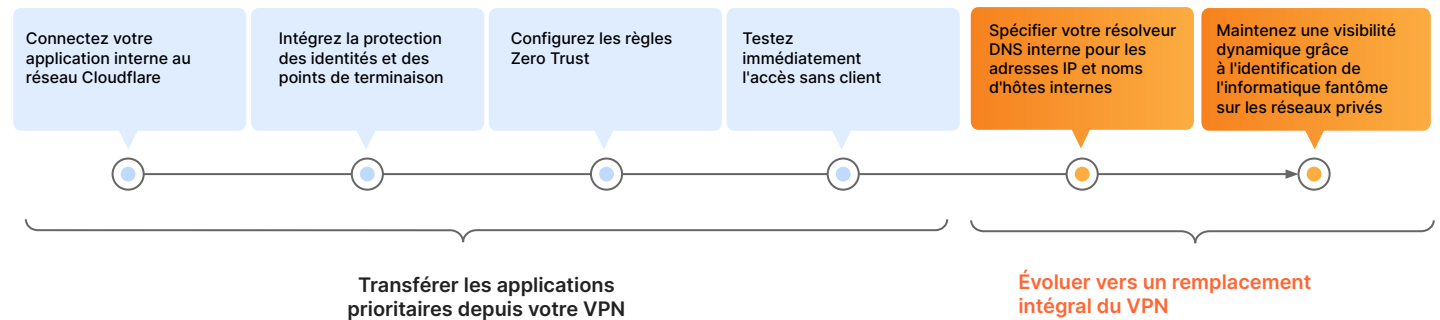 Connectez votre
application interne au
réseau Cloudflare
Intégrez la protection
des identités et des
points de terminaison
Configurez les règles
Zero Trust
Testez
immédiatement
l'accès sans client
Spécifier votre résolveur
DNS interne pour les
adresses IP et noms
d'hôtes internes
Maintenez une visibilité
dynamique grâce
à l'identification de
l'informatique fantôme
sur les réseaux privés
Transférer les applications
prioritaires depuis votre VPN
Évoluer vers un remplacement
intégral du VPN